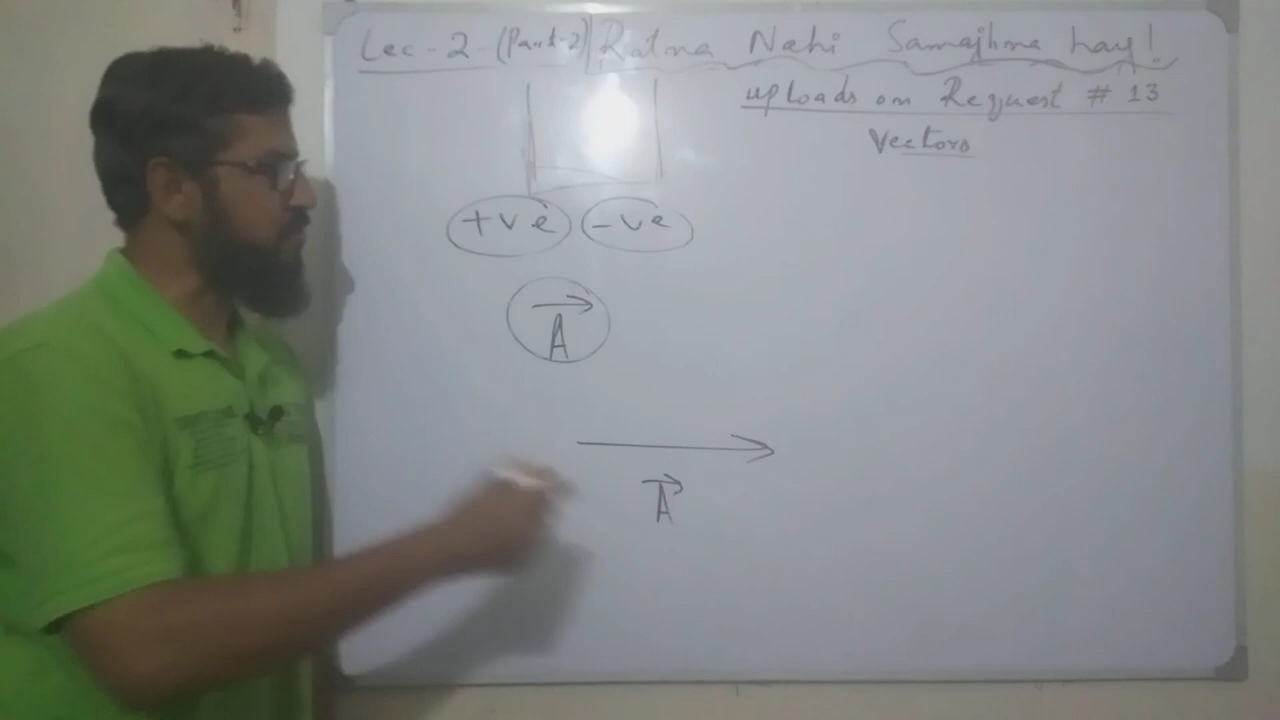 Lec - 2 - (Part-2) Ratna Nahi Samajhna hay!
uploads on Request # 13
Vectors
+ve -ve
A
A